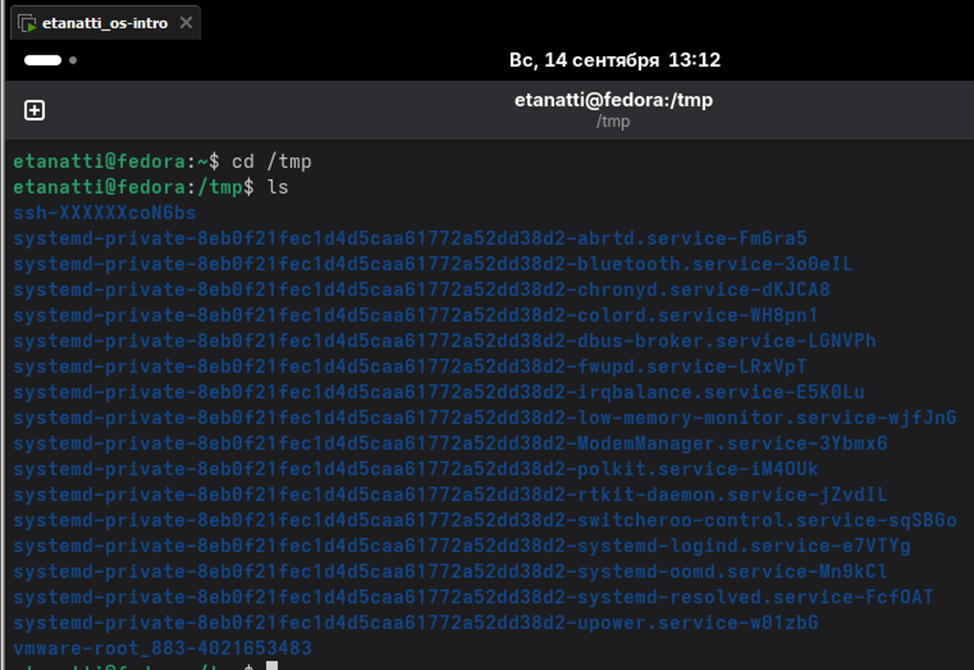 etanatti_os-intro
Вс, 14 сентября 13:12
etanatti@fedora:/tmp
/tmp
etanatti@fedora:~$ cd /tmp
etanatti@fedora:/tmp$ ls
ssh-XXXXXXcoN6bs
systemd-private-8eb0f21fec1d4d5caa61772a52dd38d2-abrtd.service-Fm6ra5
systemd-private-8eb0f21fec1d4d5caa61772a52dd38d2-bluetooth.service-3o0eIL
systemd-private-8eb0f21fec1d4d5caa61772a52dd38d2-chronyd.service-dKJCA8
systemd-private-8eb0f21fec1d4d5caa61772a52dd38d2-colord.service-WH8pn1
systemd-private-8eb0f21fec1d4d5caa61772a52dd38d2-dbus-broker.service-LGNVPh
systemd-private-8eb0f21fec1d4d5caa61772a52dd38d2-fwupd.service-LRxVpT
systemd-private-8eb0f21fec1d4d5caa61772a52dd38d2-irqbalance.service-E5K0Lu
systemd-private-8eb0f21fec1d4d5caa61772a52dd38d2-low-memory-monitor.service-wjfJnG
systemd-private-8eb0f21fec1d4d5caa61772a52dd38d2-ModemManager.service-3Ybmx6
systemd-private-8eb0f21fec1d4d5caa61772a52dd38d2-polkit.service-iM4OUk
systemd-private-8eb0f21fec1d4d5caa61772a52dd38d2-rtkit-daemon.service-jZvdIL
systemd-private-8eb0f21fec1d4d5caa61772a52dd38d2-switcheroo-control.service-sqSBGo
systemd-private-8eb0f21fec1d4d5caa61772a52dd38d2-systemd-logind.service-e7VTYg
systemd-private-8eb0f21fec1d4d5caa61772a52dd38d2-systemd-oomd.service-Mn9kCl
systemd-private-8eb0f21fec1d4d5caa61772a52dd38d2-systemd-resolved.service-FcfOAT
systemd-private-8eb0f21fec1d4d5caa61772a52dd38d2-upower.service-w01zbG
vmware-root_883-4021653483